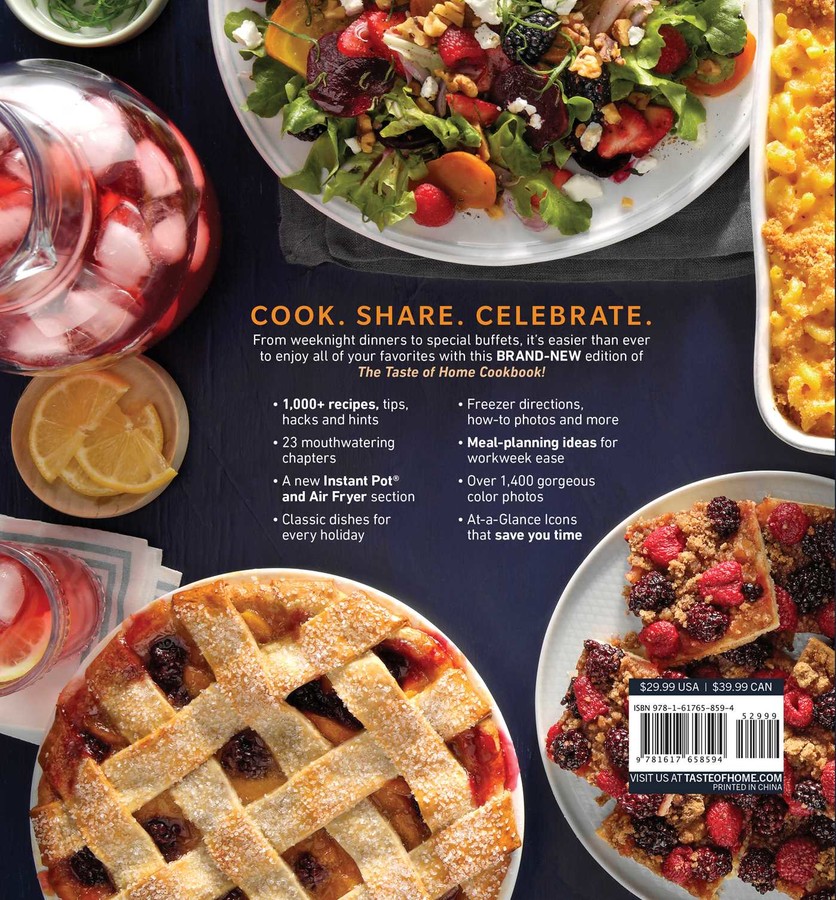 COOK. SHARE. CELEBRATE.
From weeknight dinners to special buffets, it's easier than ever
to enjoy all of your favorites with this BRAND-NEW edition of
The Taste of Home Cookbook!
• 1,000+ recipes, tips,
hacks and hints
• 23 mouthwatering
chapters
• A new Instant Pot®
and Air Fryer section
• Classic dishes for
every holiday
• Freezer directions,
how-to photos and more
• Meal-planning ideas for
workweek ease
• Over 1,400 gorgeous
color photos
• At-a-Glance Icons
that save you time
$29.99 USA | $39.99 CAN
ISBN 978-1-61765-859-4
52999
9 781617 658594
VISIT US AT TASTEOFHOME.COM
PRINTED IN CHINA